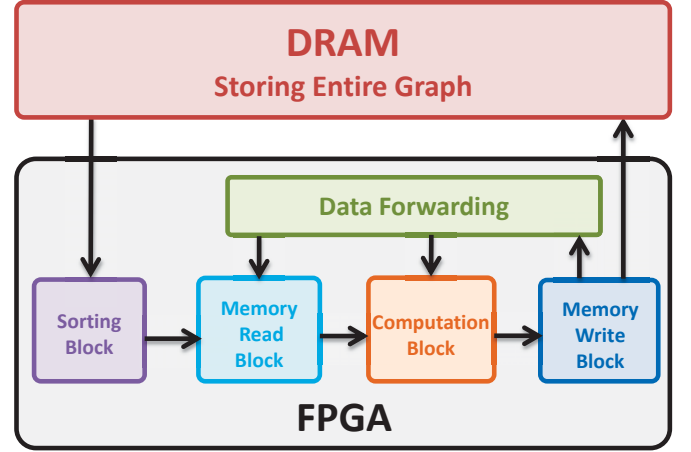 DRAM
Storing Entire Graph
Data Forwarding
Sorting
Block
Memory
Read
Block
Computation
Block
Memory
Write
Block
FPGA